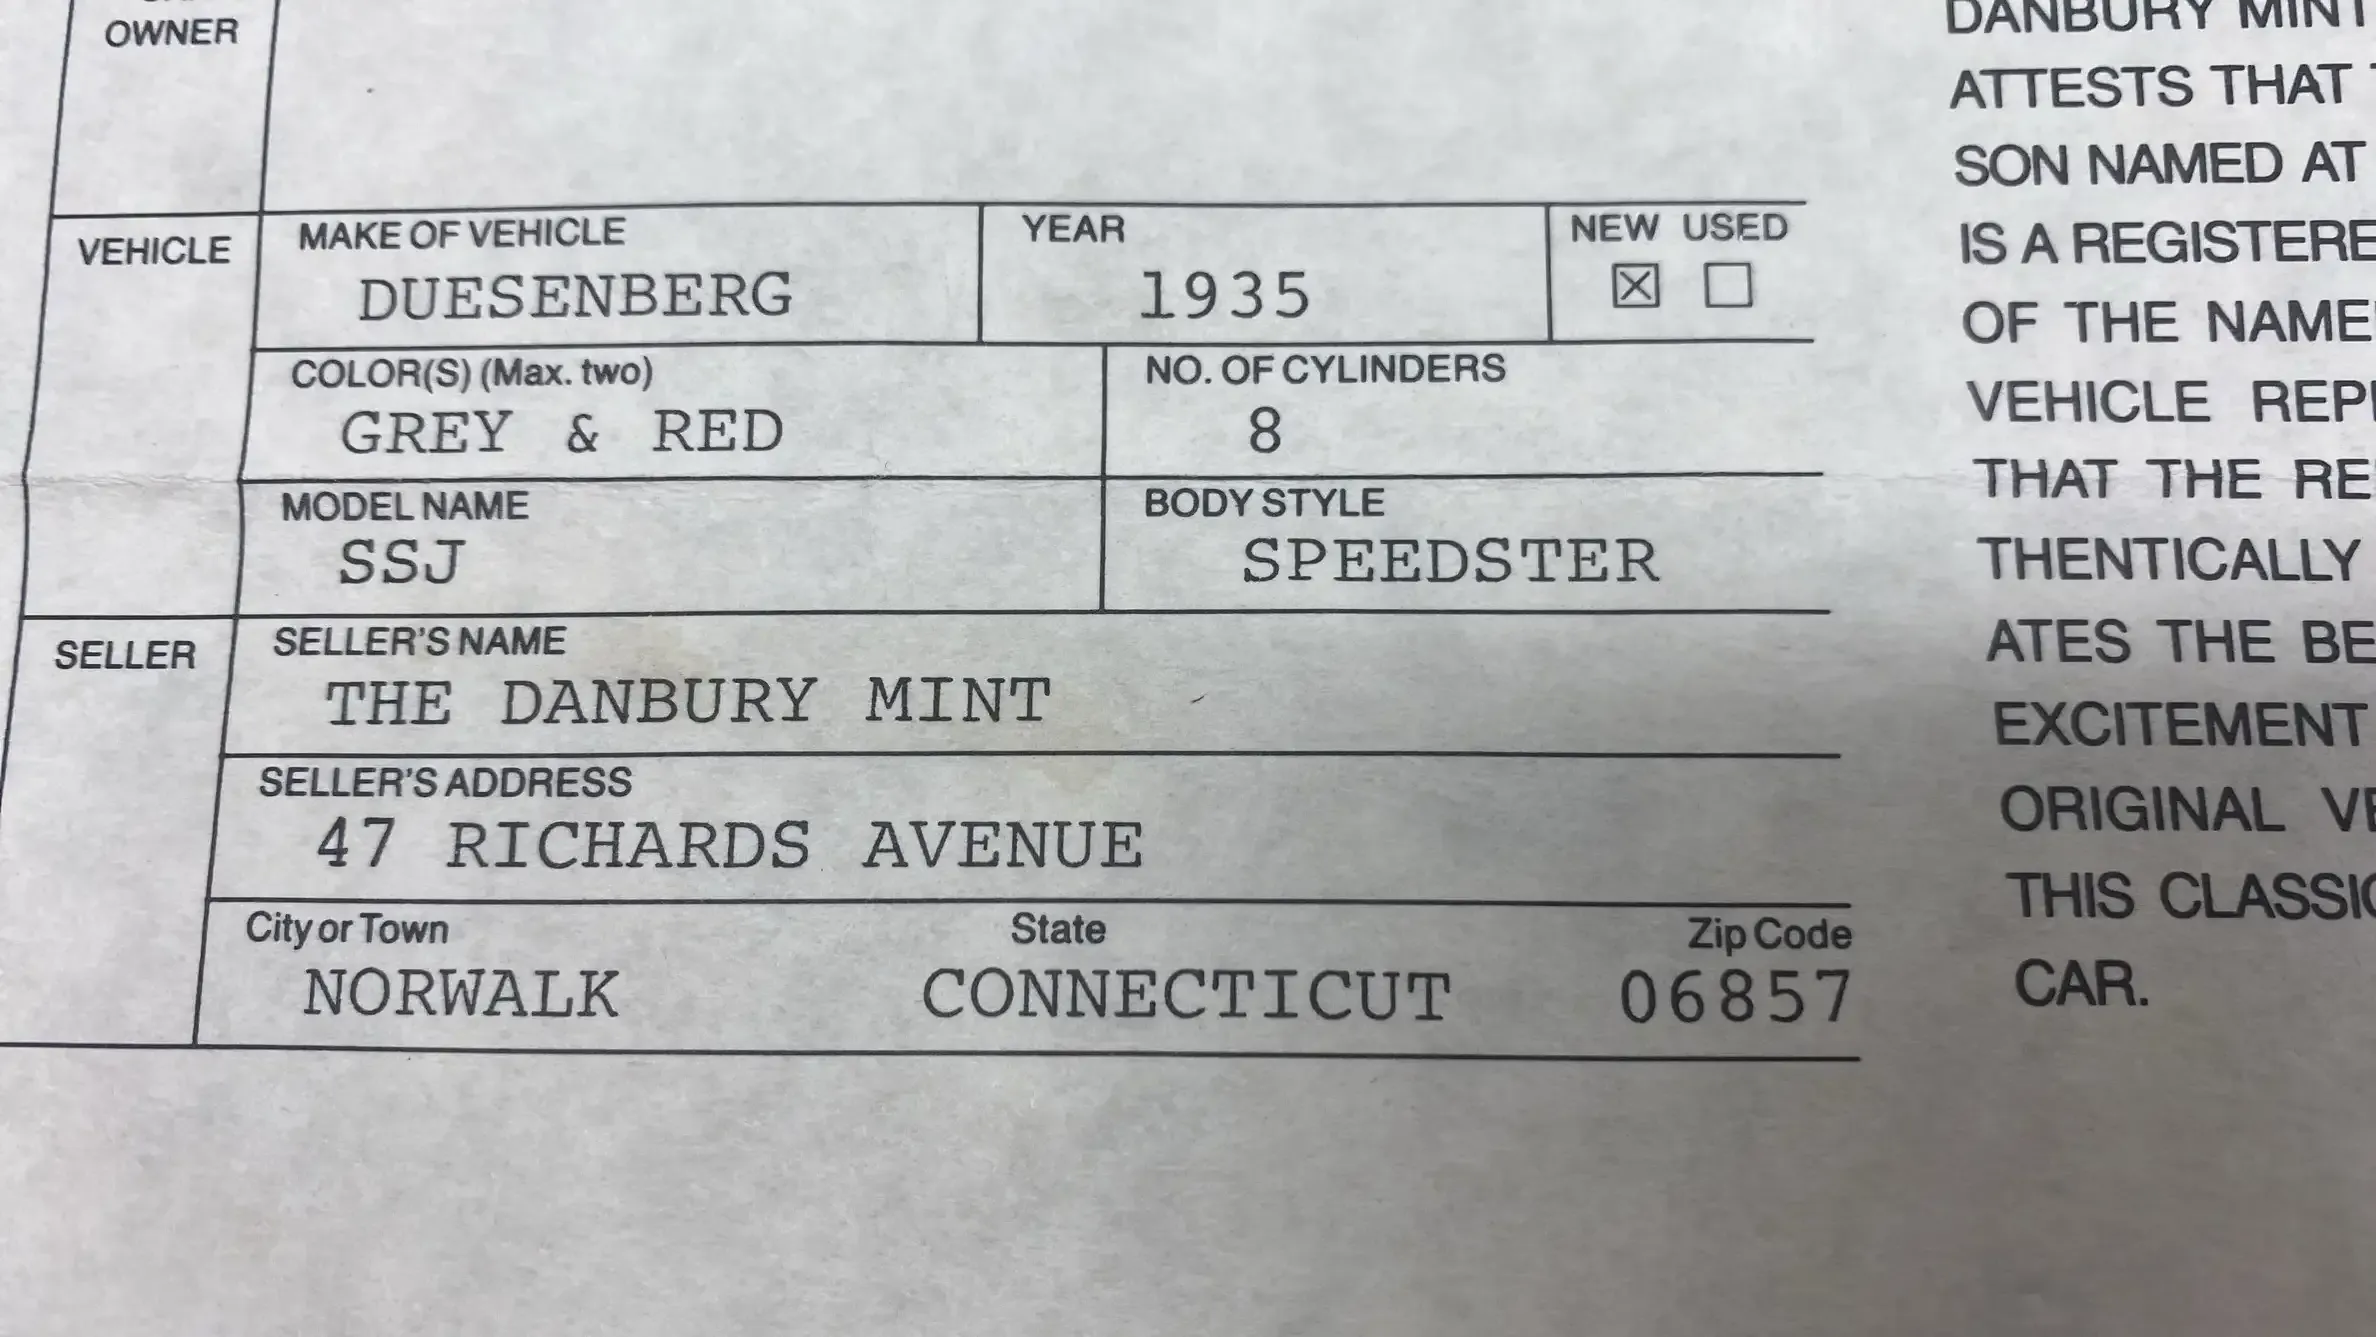 OWNER
VEHICLE
MAKE OF VEHICLE
DUESENBERG
YEAR
1935
NEW USED
COLOR(S) (Max. two)
GREY & RED
NO. OF CYLINDERS
8
MODEL NAME
SSJ
BODY STYLE
SPEEDSTER
SELLER
SELLER'S NAME
THE DANBURY MINT
SELLER'S ADDRESS
47 RICHARDS AVENUE
City or Town
NORWALK
State
CONNECTICUT
Zip Code
06857
DANBURY MINT
ATTESTS THAT
SON NAMED AT
IS A REGISTERE
OF THE NAME
VEHICLE REP
THAT THE RE
THENTICALLY
ATES THE BE
EXCITEMENT
ORIGINAL VE
THIS CLASSIC
CAR.